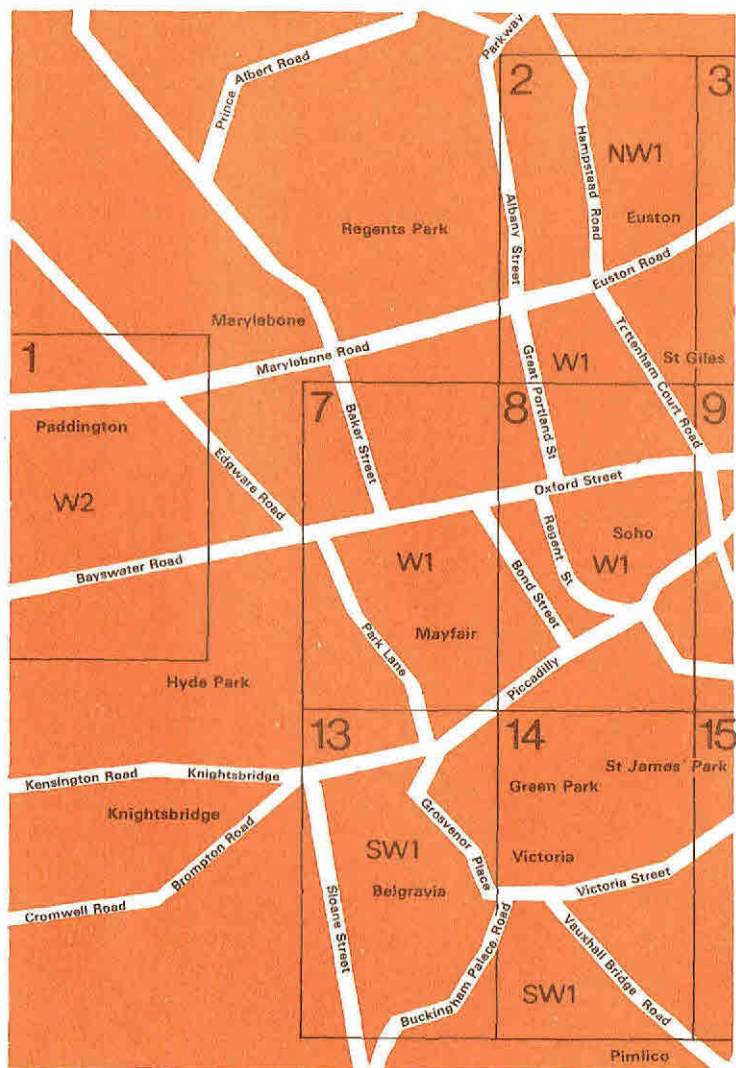 Parkway
Prince Albert Road
2
3
NW1
Hampstead Road
Albany Street
Euston
Regents Park
Euston Road
Marylebone
Marylebone Road
1
W1
Great Portland St
Tottenham Court Road
St Giles
7
8
9
Paddington
Baker Street
Edgware Road
W2
Oxford Street
Soho
Regent St
W1
W1
Bayswater Road
Bond Street
Mayfair
Park Lane
Piccadilly
Hyde Park
13
14
15
St James' Park
Kensington Road
Knightsbridge
Green Park
Knightsbridge
Grosvenor Place
Brompton Road
SW1
Victoria
Belgravia
Victoria Street
Cromwell Road
Sloane Street
Buckingham Palace Road
Vauxhall Bridge Road
SW1
Pimlico